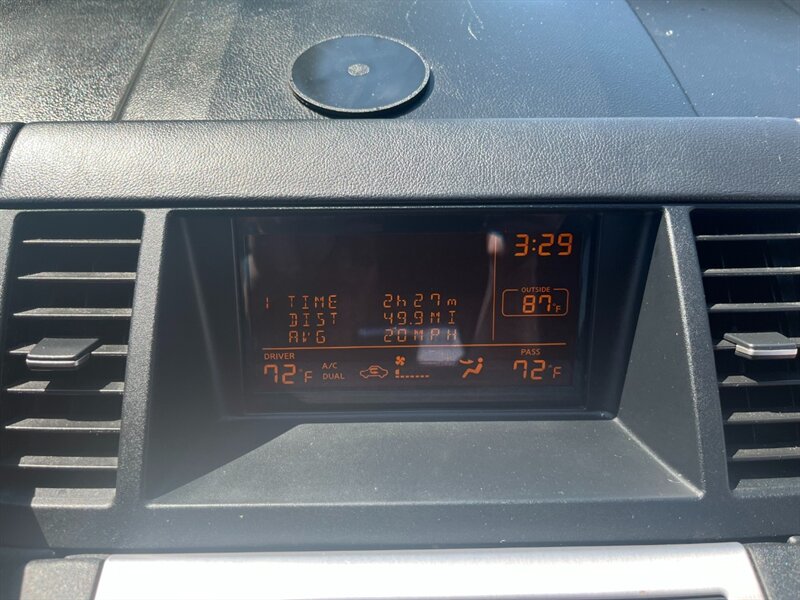 3:29
1 TIME 2h27m
DIST 49.9MI
AVG 20MPH
OUTSIDE
87°F
DRIVER
72°F
A/C
DUAL
PASS
72°F